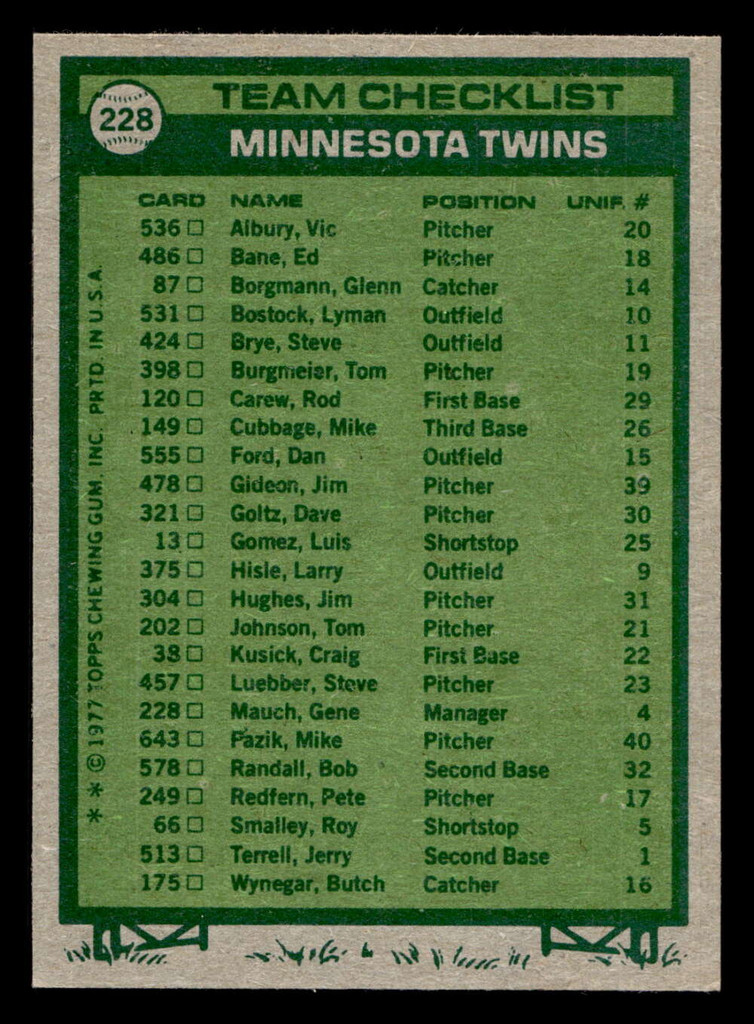 228
TEAM CHECKLIST
MINNESOTA TWINS
CARD NAME POSITION UNIF. #
536 □ Albury, Vic Pitcher 20
486 □ Bane, Ed Pitcher 18
87 □ Borgmann, Glenn Catcher 14
531 □ Bostock, Lyman Outfield 10
424 □ Brye, Steve Outfield 11
398 □ Burgmeier, Tom Pitcher 19
120 □ Carew, Rod First Base 29
149 □ Cubbage, Mike Third Base 26
555 □ Ford, Dan Outfield 15
478 □ Gideon, Jim Pitcher 39
321 □ Goltz, Dave Pitcher 30
13 □ Gomez, Luis Shortstop 25
375 □ Hisle, Larry Outfield 9
304 □ Hughes, Jim Pitcher 31
202 □ Johnson, Tom Pitcher 21
38 □ Kusick, Craig First Base 22
457 □ Luebber, Steve Pitcher 23
228 □ Mauch, Gene Manager 4
643 □ Pazik, Mike Pitcher 40
578 □ Randall, Bob Second Base 32
249 □ Redfern, Pete Pitcher 17
66 □ Smalley, Roy Shortstop 5
513 □ Terrell, Jerry Second Base 1
175 □ Wynegar, Butch Catcher 16
* * © 1977 TOPPS CHEWING GUM, INC. PRTD. IN U.S.A.